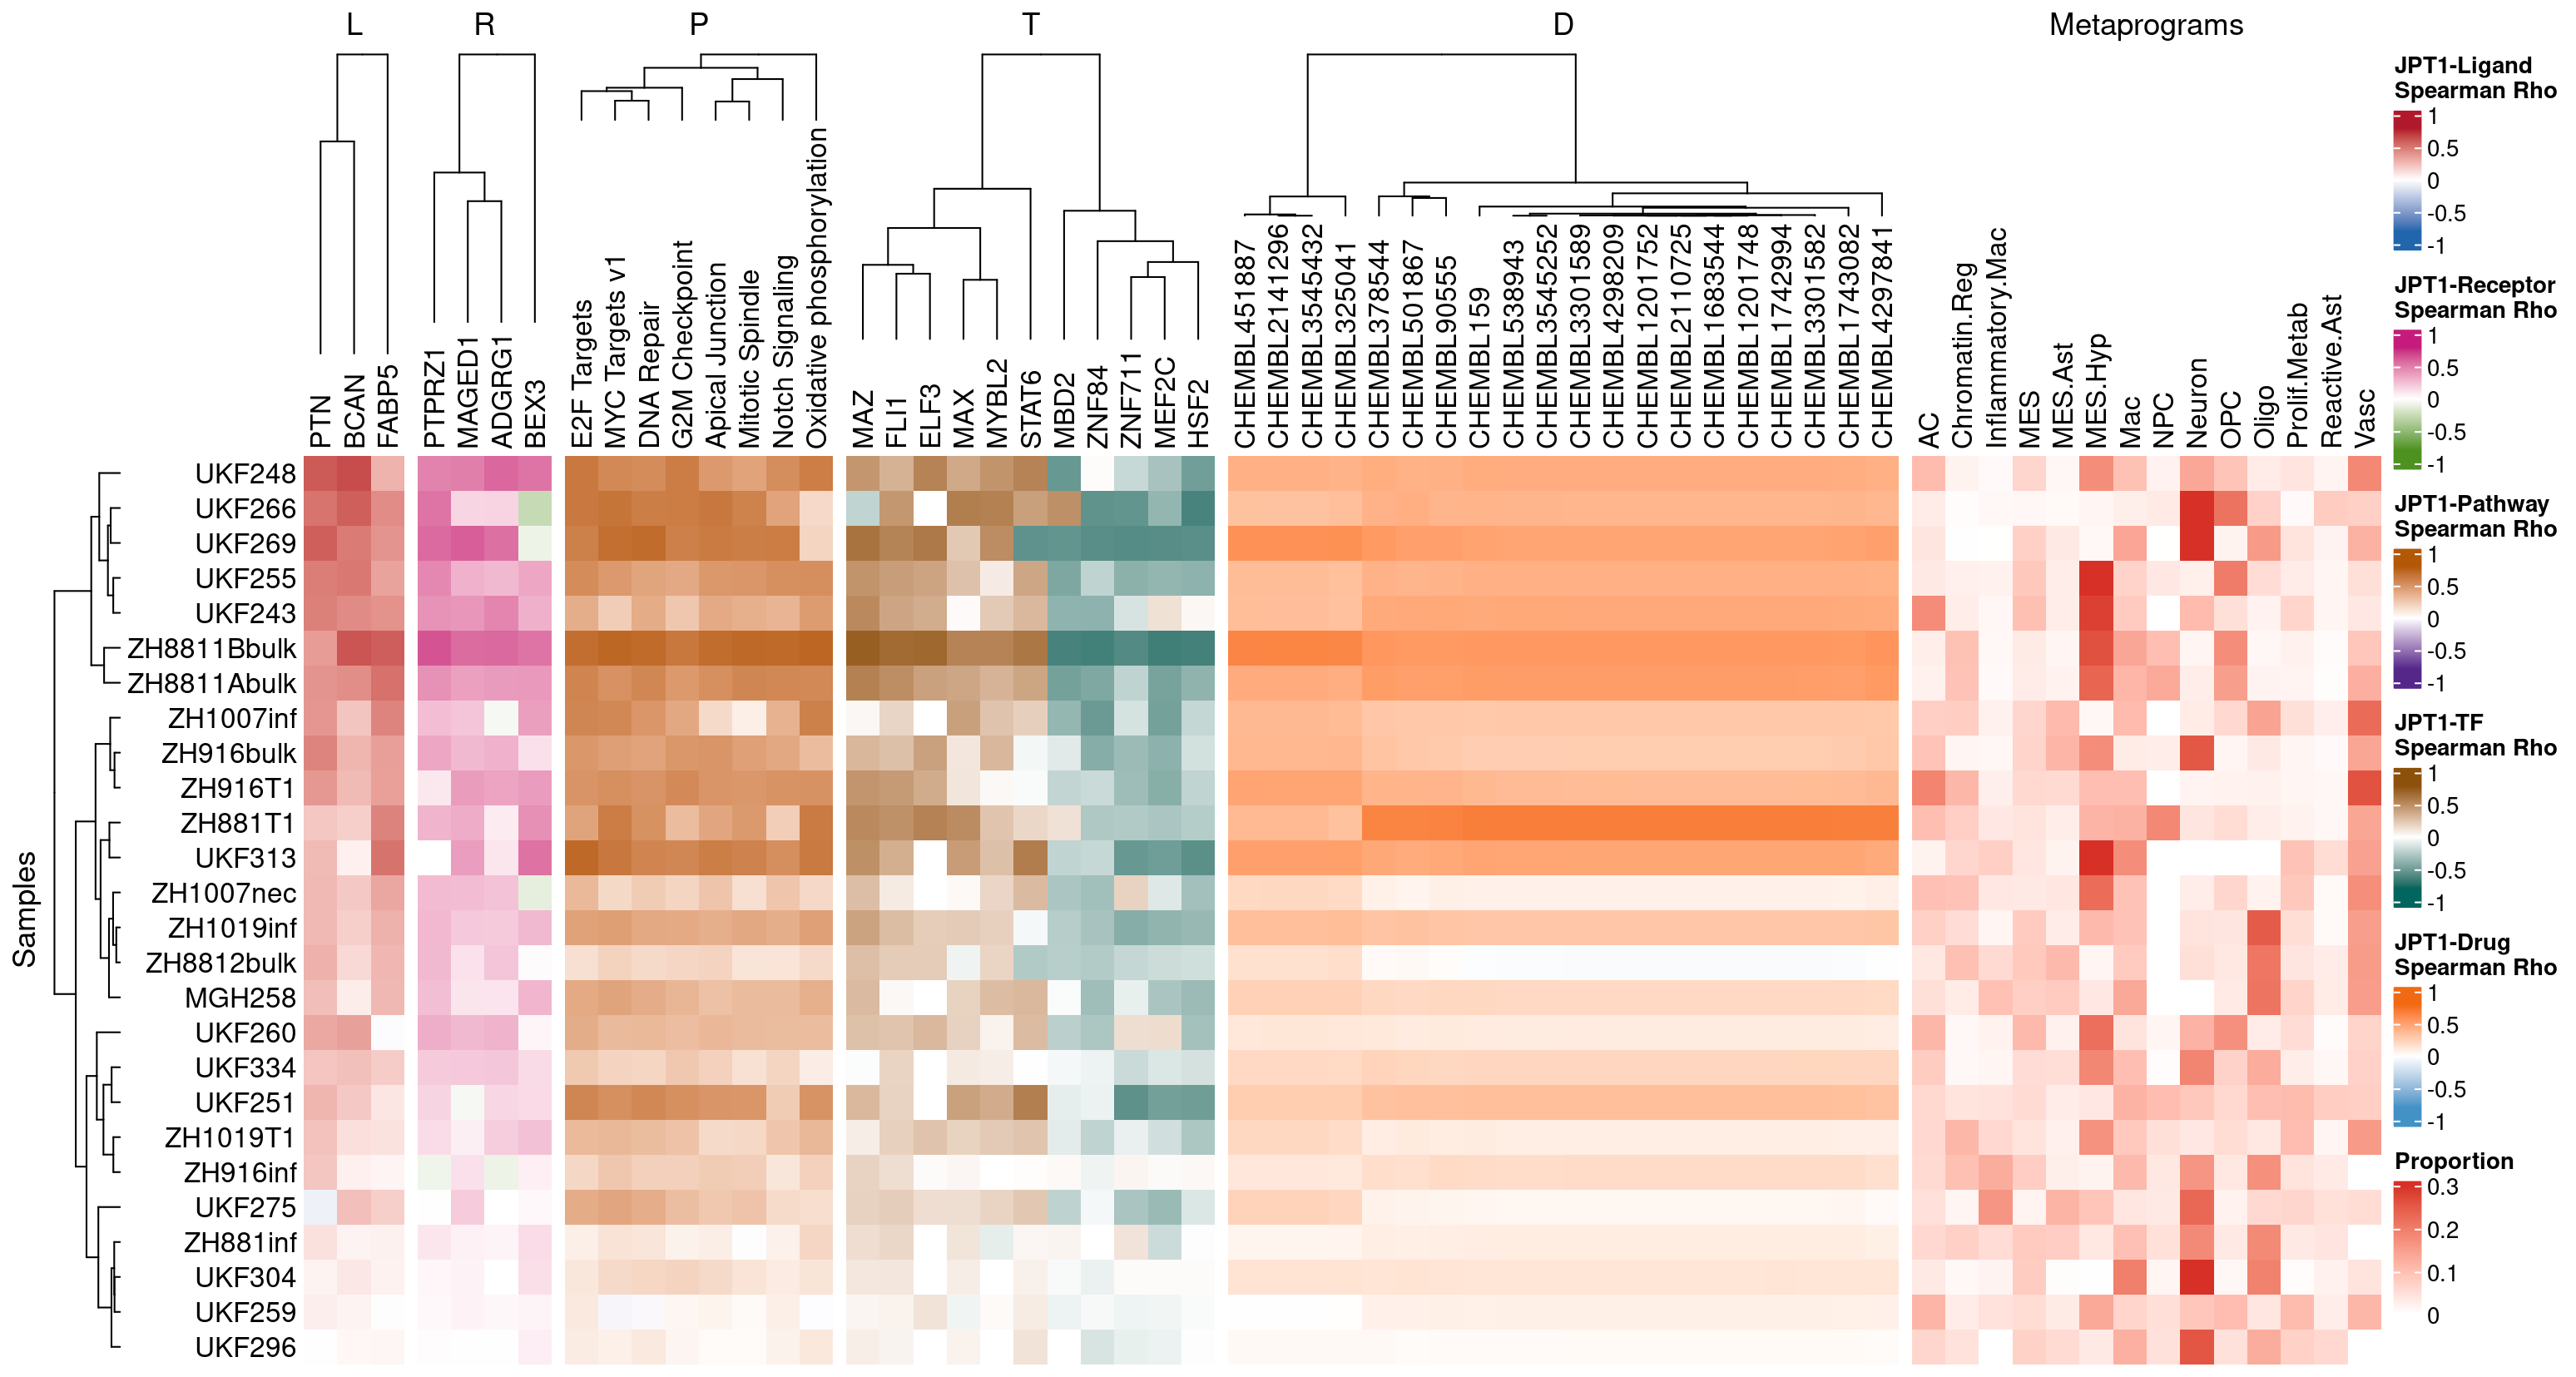 L
R
P
T
D
Metaprograms
PTN
BCAN
FABP5
PTPRZ1
MAGED1
ADGRG1
BEX3
E2F Targets
MYC Targets v1
DNA Repair
G2M Checkpoint
Apical Junction
Mitotic Spindle
Notch Signaling
Oxidative phosphorylation
MAZ
FLI1
ELF3
MAX
MYBL2
STAT6
MBD2
ZNF84
ZNF711
MEF2C
HSF2
CHEMBL451887
CHEMBL2141296
CHEMBL3545432
CHEMBL325041
CHEMBL3785544
CHEMBL501867
CHEMBL90555
CHEMBL159
CHEMBL5389943
CHEMBL3545252
CHEMBL3301589
CHEMBL4298209
CHEMBL1201752
CHEMBL2110725
CHEMBL1683544
CHEMBL1201748
CHEMBL1742994
CHEMBL3301582
CHEMBL1743082
CHEMBL4297841
AC
Chromatin.Reg
Inflammatory.Mac
MES
MES.Ast
MES.Hyp
Mac
NPC
Neuron
OPC
Oligo
Prolif.Metab
Reactive.Ast
Vasc
Samples
UKF248
UKF266
UKF269
UKF255
UKF243
ZH8811Bbulk
ZH8811Abulk
ZH1007inf
ZH916bulk
ZH916T1
ZH881T1
UKF313
ZH1007nec
ZH1019inf
ZH8812bulk
MGH258
UKF260
UKF334
UKF251
ZH1019T1
ZH916inf
UKF275
ZH881inf
UKF304
UKF259
UKF296
JPT1-Ligand
Spearman Rho
1
0.5
0
-0.5
-1
JPT1-Receptor
Spearman Rho
1
0.5
0
-0.5
-1
JPT1-Pathway
Spearman Rho
1
0.5
0
-0.5
-1
JPT1-TF
Spearman Rho
1
0.5
0
-0.5
-1
JPT1-Drug
Spearman Rho
1
0.5
0
-0.5
-1
Proportion
0.3
0.2
0.1
0